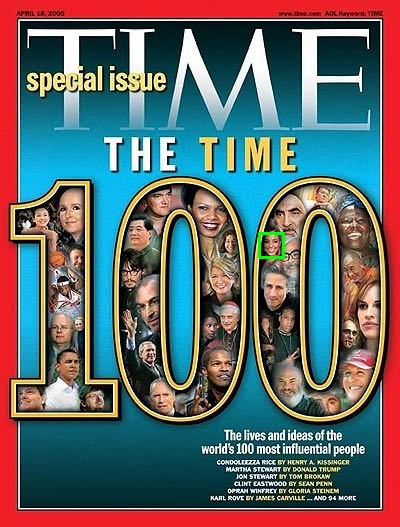 APRIL 18, 2005
www.time.com AOL Keyword: TIME
TIME
special issue
THE TIME
100
The lives and ideas of the
world's 100 most influential people
CONDOLEEZZA RICE BY HENRY A. KISSINGER
MARTHA STEWART BY DONALD TRUMP
JON STEWART BY TOM BROKAW
CLINT EASTWOOD BY SEAN PENN
OPRAH WINFREY BY GLORIA STEINEM
KARL ROVE BY JAMES CARVILLE ... AND 94 MORE